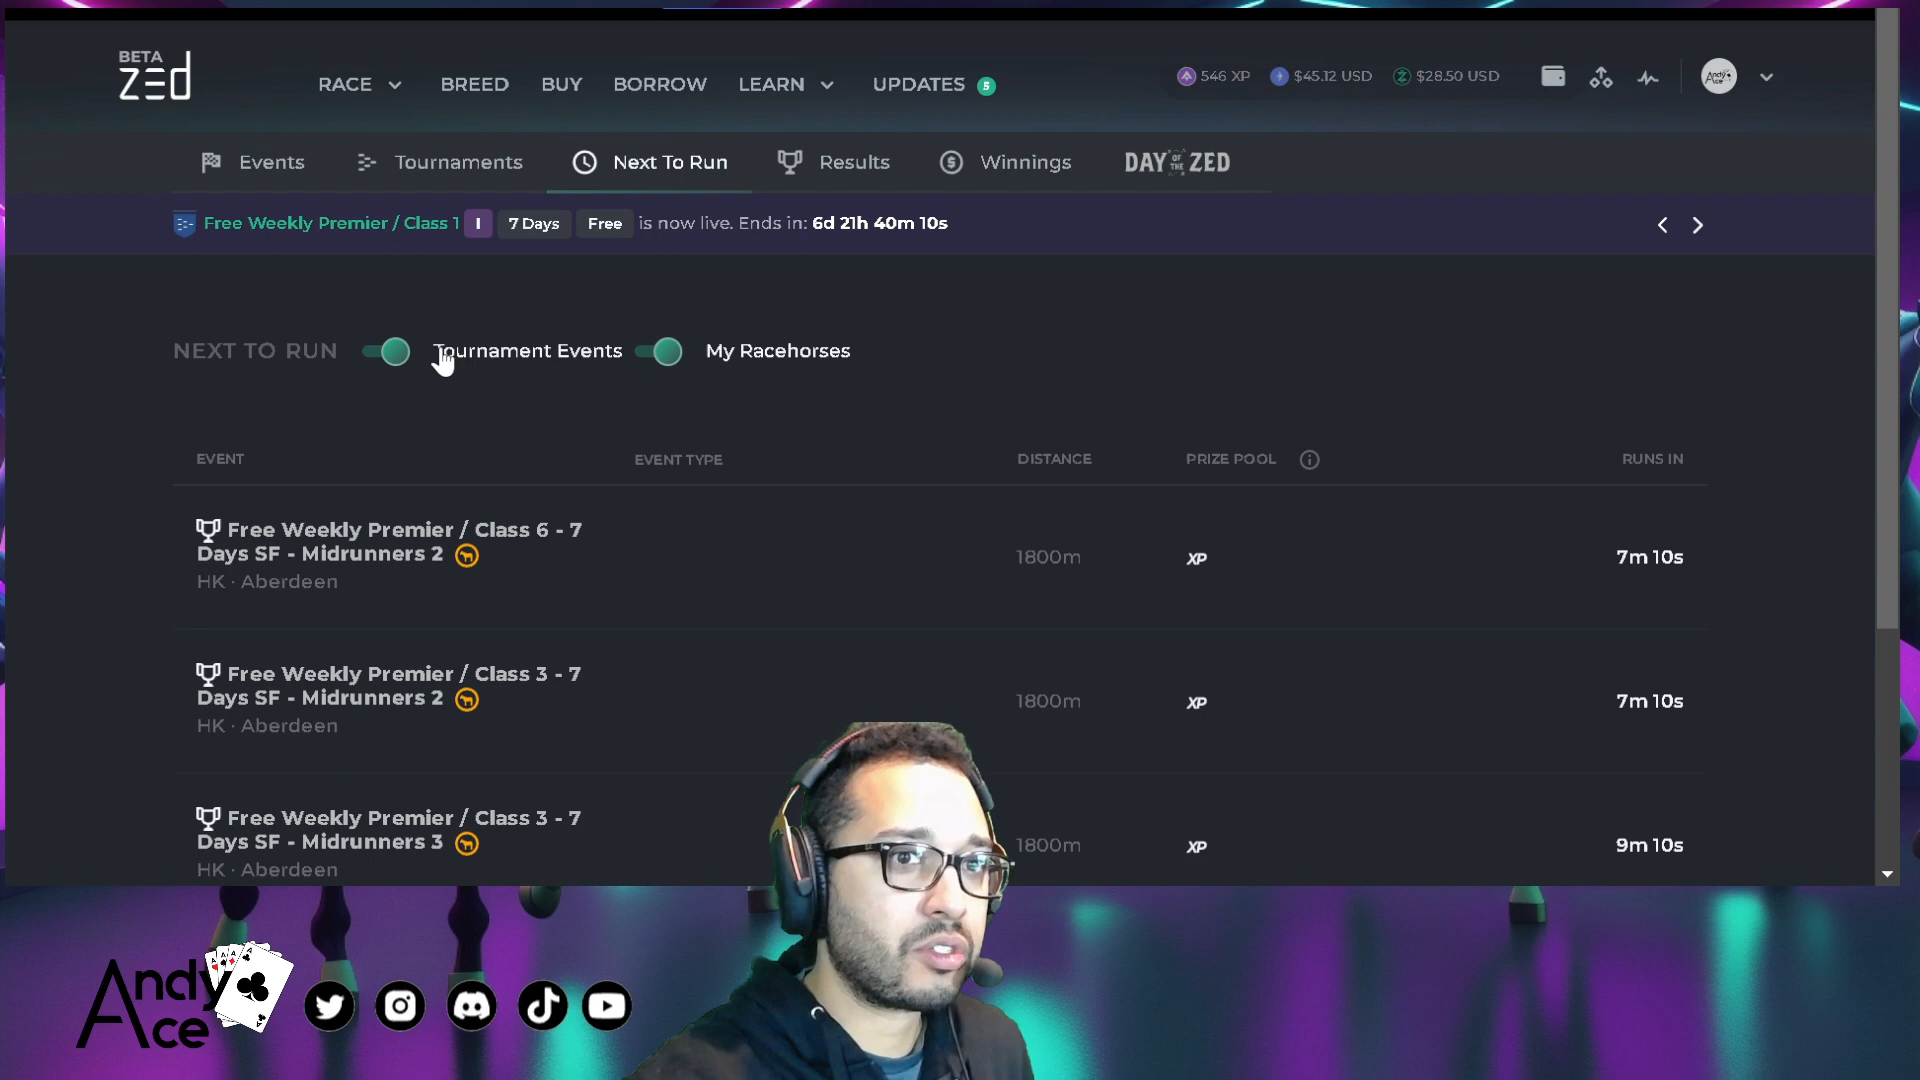 BETA
zed
RACE BREED BUY BORROW LEARN UPDATES 5
546 XP $45.12 USD $28.50 USD
Andy Ace
Events Tournaments Next To Run Results Winnings DAY OF THE ZED
Free Weekly Premier / Class 1 I 7 Days Free is now live. Ends in: 6d 21h 40m 10s
NEXT TO RUN Tournament Events My Racehorses
EVENT EVENT TYPE DISTANCE PRIZE POOL RUNS IN
Free Weekly Premier / Class 6 - 7
Days SF - Midrunners 2
HK · Aberdeen
1800m XP 7m 10s
Free Weekly Premier / Class 3 - 7
Days SF - Midrunners 2
HK · Aberdeen
1800m XP 7m 10s
Free Weekly Premier / Class 3 - 7
Days SF - Midrunners 3
HK · Aberdeen
1800m XP 9m 10s
Andy
Ace